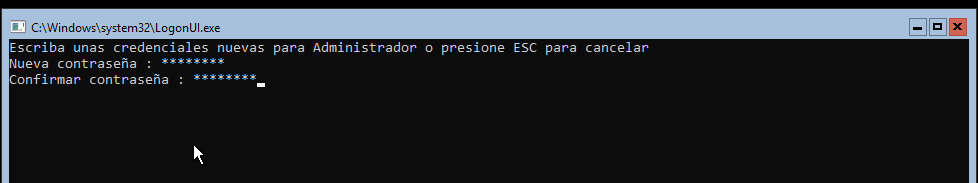 C:\Windows\system32\LogonUI.exe
Escriba unas credenciales nuevas para Administrador o presione ESC para cancelar
Nueva contraseña : ********
Confirmar contraseña : ********